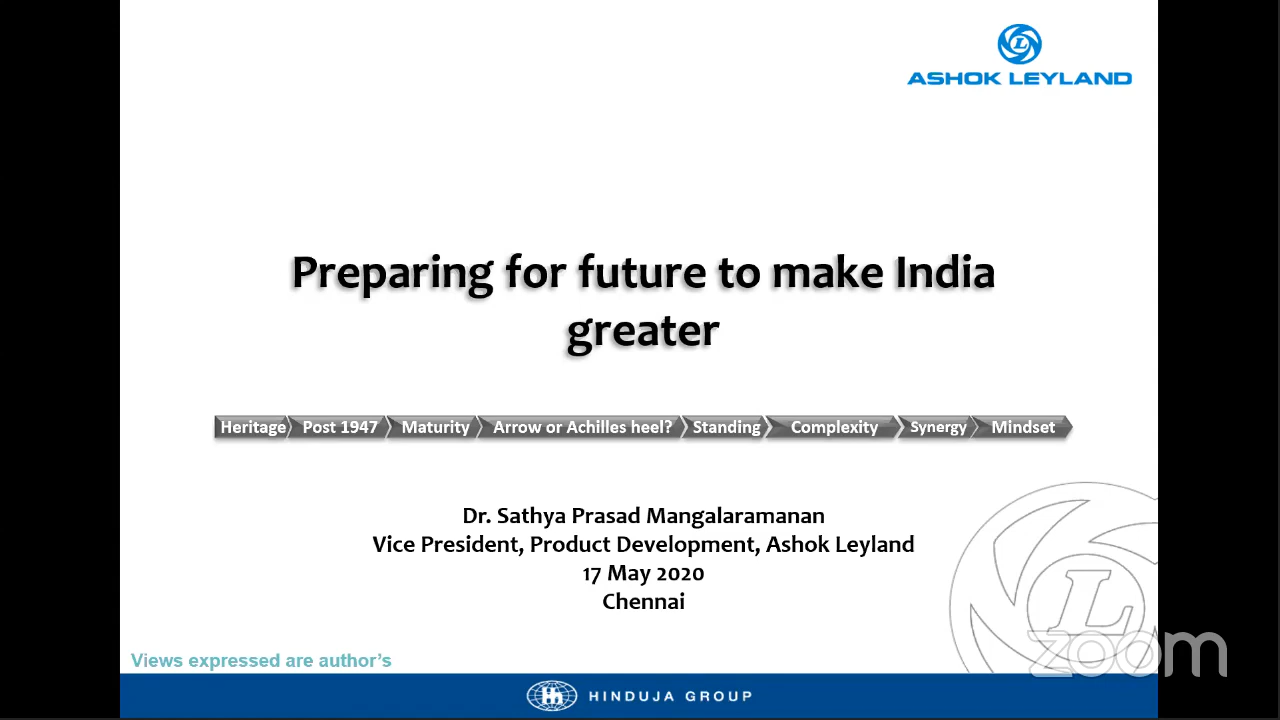 ASHOK LEYLAND
Preparing for future to make India
greater
Heritage Post 1947 Maturity Arrow or Achilles heel? Standing Complexity Synergy Mindset
Dr. Sathya Prasad Mangalaramanan
Vice President, Product Development, Ashok Leyland
17 May 2020
Chennai
L
zoom
Views expressed are author's
HINDUJA GROUP